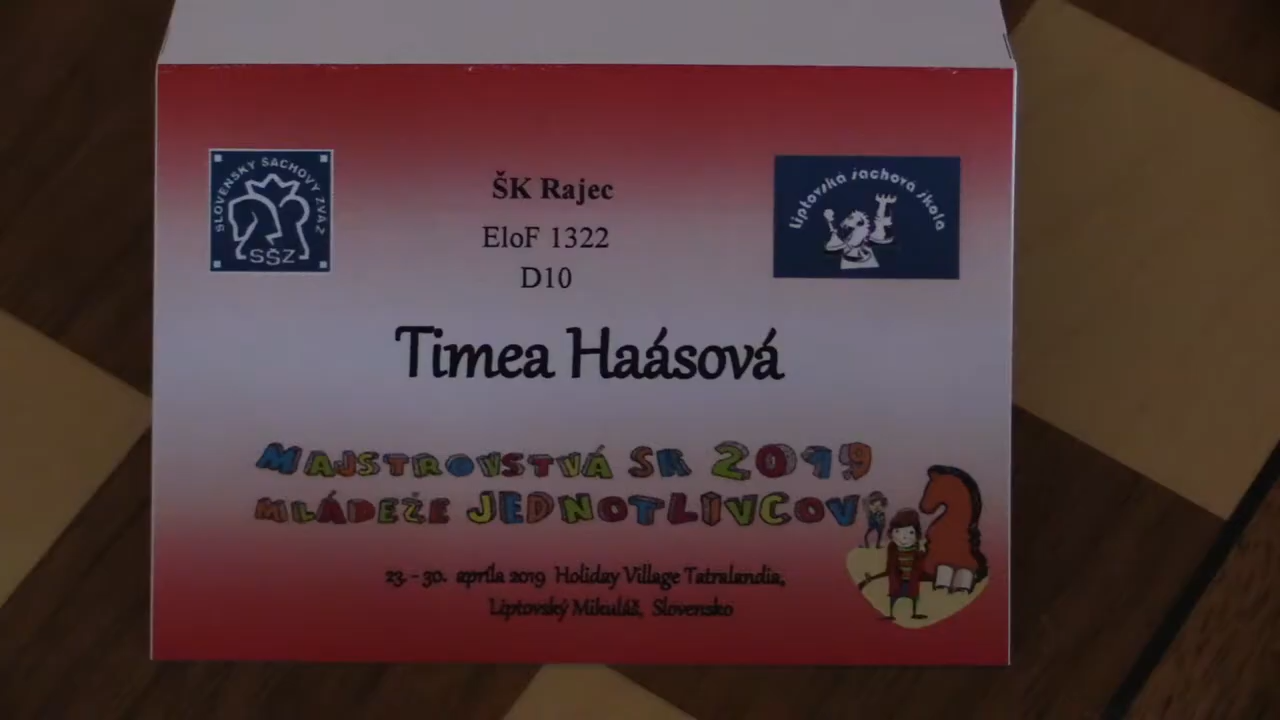 SLOVENSKÝ ŠACHOVÝ ZVÄZ
SŠZ
Liptovská šachová škola
ŠK Rajec
EloF 1322
D10
Timea Haásová
MAJSTROVSTVÁ SR 2019
MLÁDEŽE JEDNOTLIVCOV
23. - 30. apríla 2019 Holiday Village Tatralandia,
Liptovský Mikuláš, Slovensko